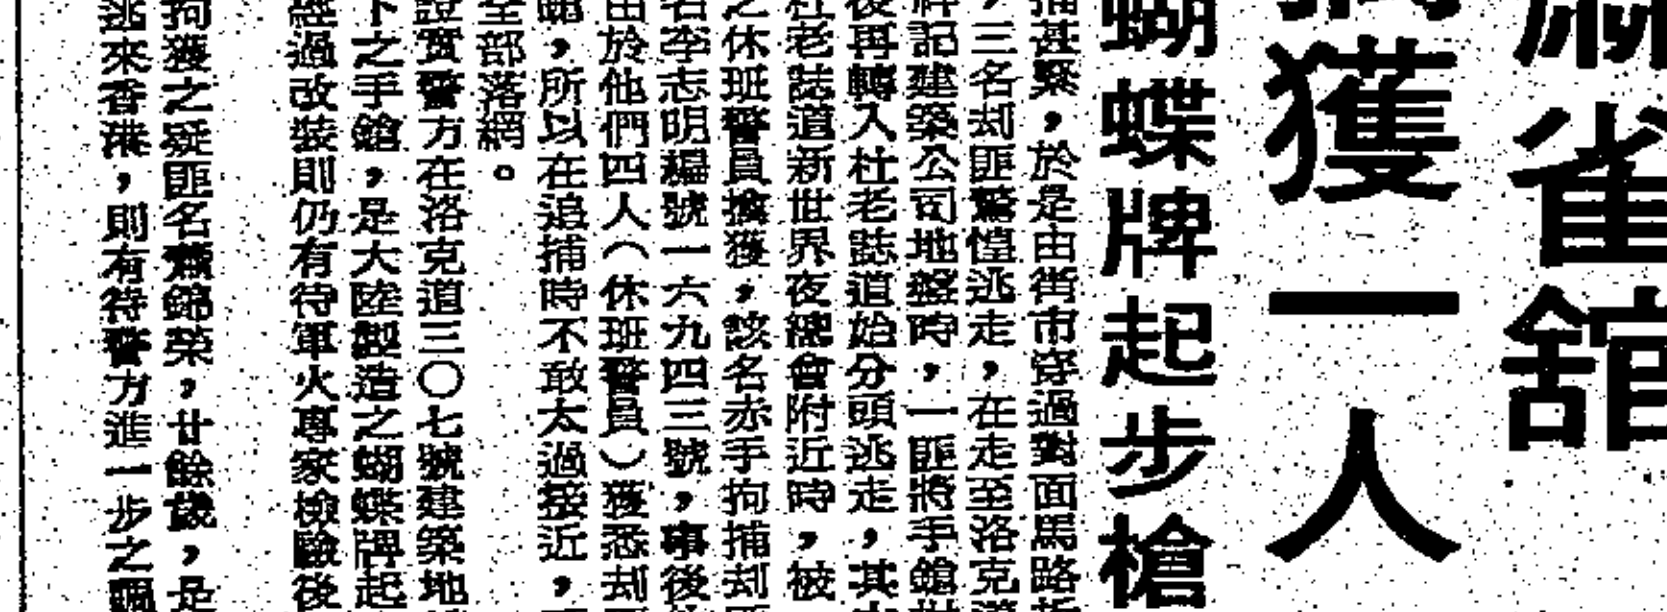 雀館
獲一人
蝴蝶牌起步槍
捕甚緊，於是由街市穿過對面馬路
，三名刦匪驚惶逃走，在走至洛克
牌記建築公司地盤時，一匪將手鎗
後再轉入杜老誌道始分頭逃走，其
杜老誌道新世界夜總會附近時，被
之休班警員擒獲，該名赤手拘捕刦
名李志明編號一六九四三號，事後
由於他們四人（休班警員）獲悉刦
鎗，所以在追捕時不敢太過接近，
全部落網。
證實警方在洛克道三〇七號建築地
下之手鎗，是大陸製造之蝴蝶牌起
經過改裝則仍有待軍火專家檢驗後
拘獲之疑匪名蕭錦榮，廿餘歲，是
逃來香港，則有待警方進一步之調